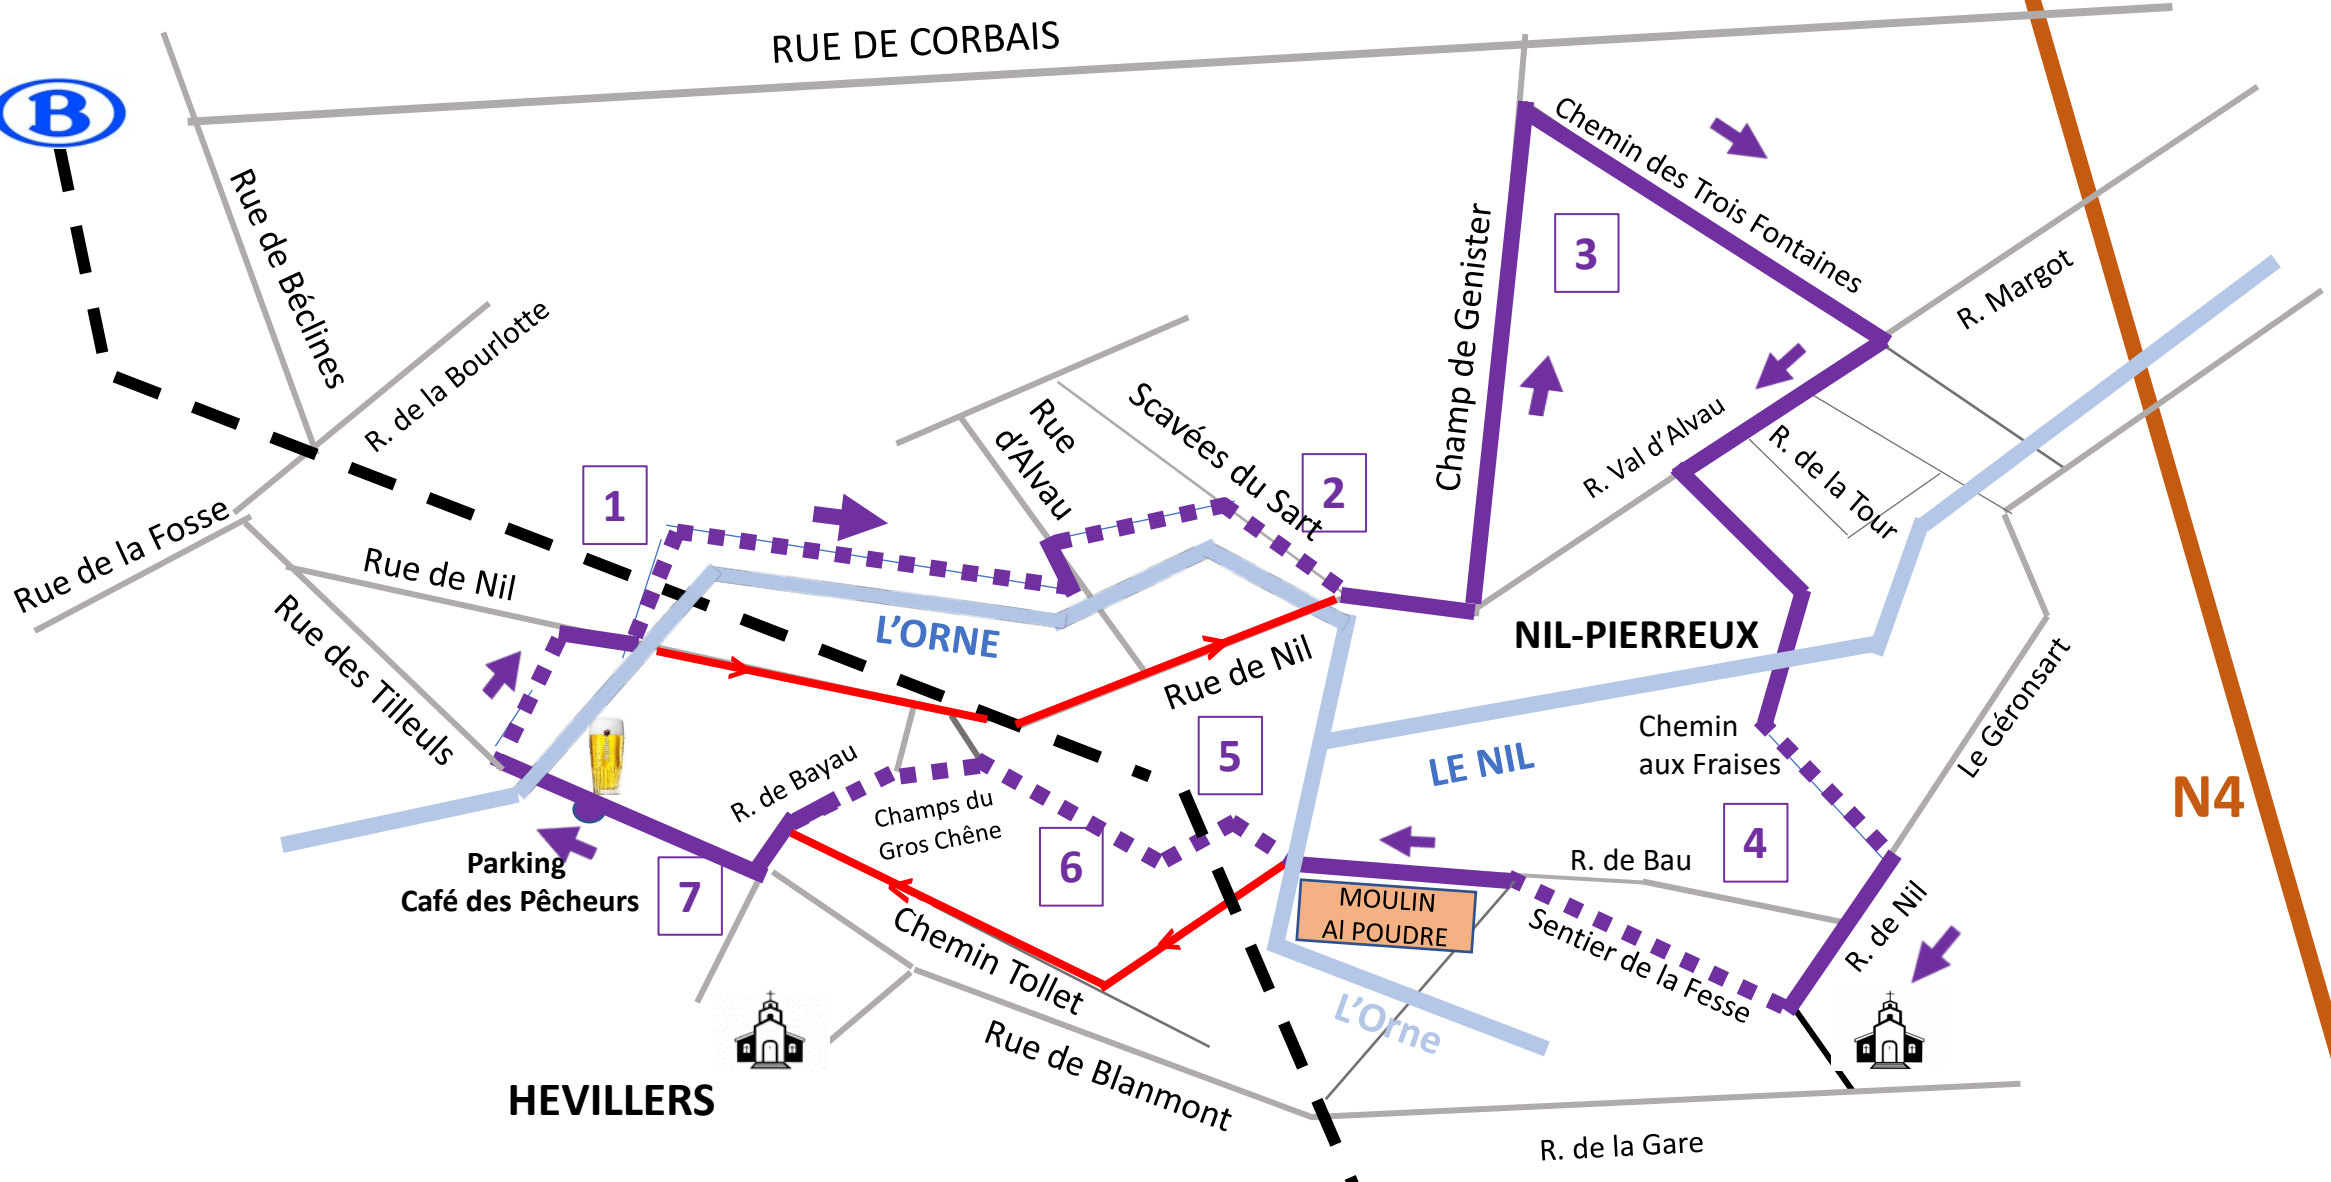 RUE DE CORBAIS
B
Chemin des Trois Fontaines
Rue de Béclines
3
Champ de Genister
R. Margot
R. de la Bourlotte
Rue
d'Alvau
Scavées du Sart
R. Val d'Alvau
R. de la Tour
1
2
Rue de la Fosse
Rue de Nil
L'ORNE
NIL-PIERREUX
Rue des Tilleuls
Rue de Nil
Le Géronsart
Chemin
aux Fraises
5
LE NIL
N4
R. de Bayau
Champs du
Gros Chêne
6
4
R. de Bau
Parking
Café des Pêcheurs
7
MOULIN
Al POUDRE
Sentier de la Fesse
R. de Nil
Chemin Tollet
L'Orne
Rue de Blanmont
HEVILLERS
R. de la Gare